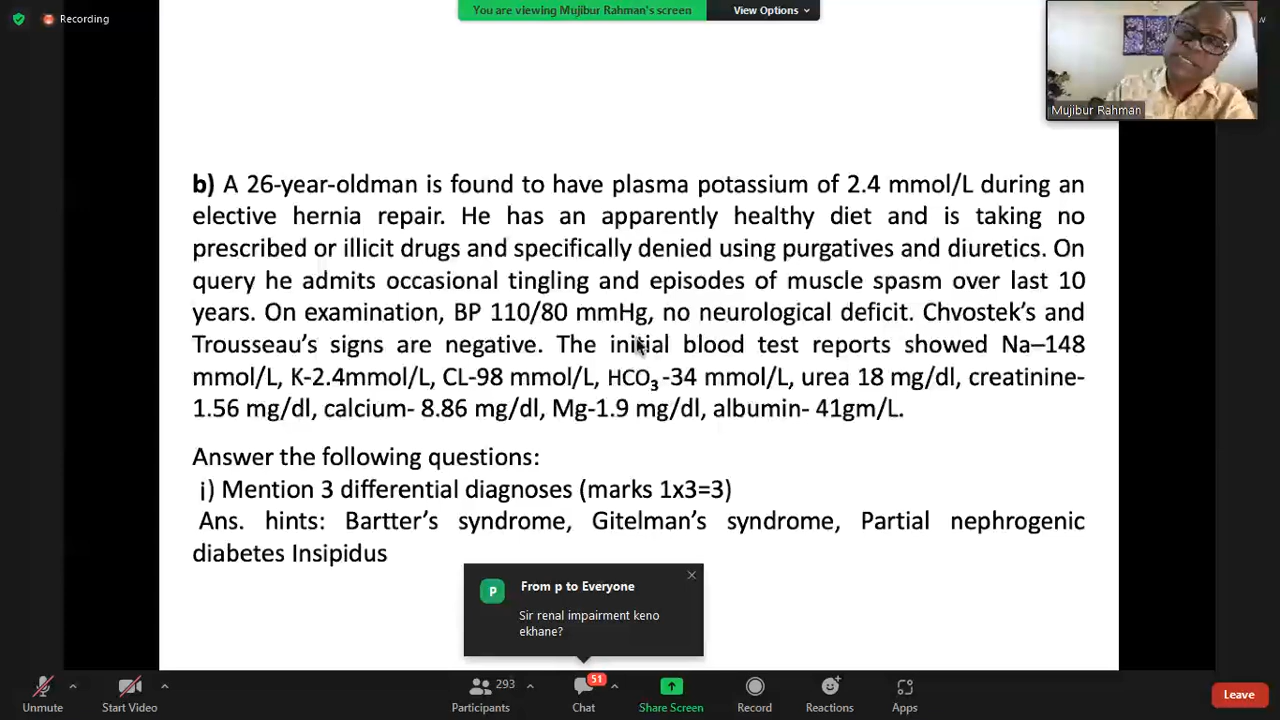 Recording
You are viewing Mujibur Rahman's screen
View Options
Mujibur Rahman
b) A 26-year-oldman is found to have plasma potassium of 2.4 mmol/L during an
elective hernia repair. He has an apparently healthy diet and is taking no
prescribed or illicit drugs and specifically denied using purgatives and diuretics. On
query he admits occasional tingling and episodes of muscle spasm over last 10
years. On examination, BP 110/80 mmHg, no neurological deficit. Chvostek's and
Trousseau's signs are negative. The initial blood test reports showed Na–148
mmol/L, K-2.4mmol/L, CL-98 mmol/L, HCO₃ -34 mmol/L, urea 18 mg/dl, creatinine-
1.56 mg/dl, calcium- 8.86 mg/dl, Mg-1.9 mg/dl, albumin- 41gm/L.
Answer the following questions:
¡) Mention 3 differential diagnoses (marks 1x3=3)
Ans. hints: Bartter's syndrome, Gitelman's syndrome, Partial nephrogenic
diabetes Insipidus
P
From p to Everyone
Sir renal impairment keno
ekhane?
293
51
Unmute
Start Video
Participants
Chat
Share Screen
Record
Reactions
Apps
Leave